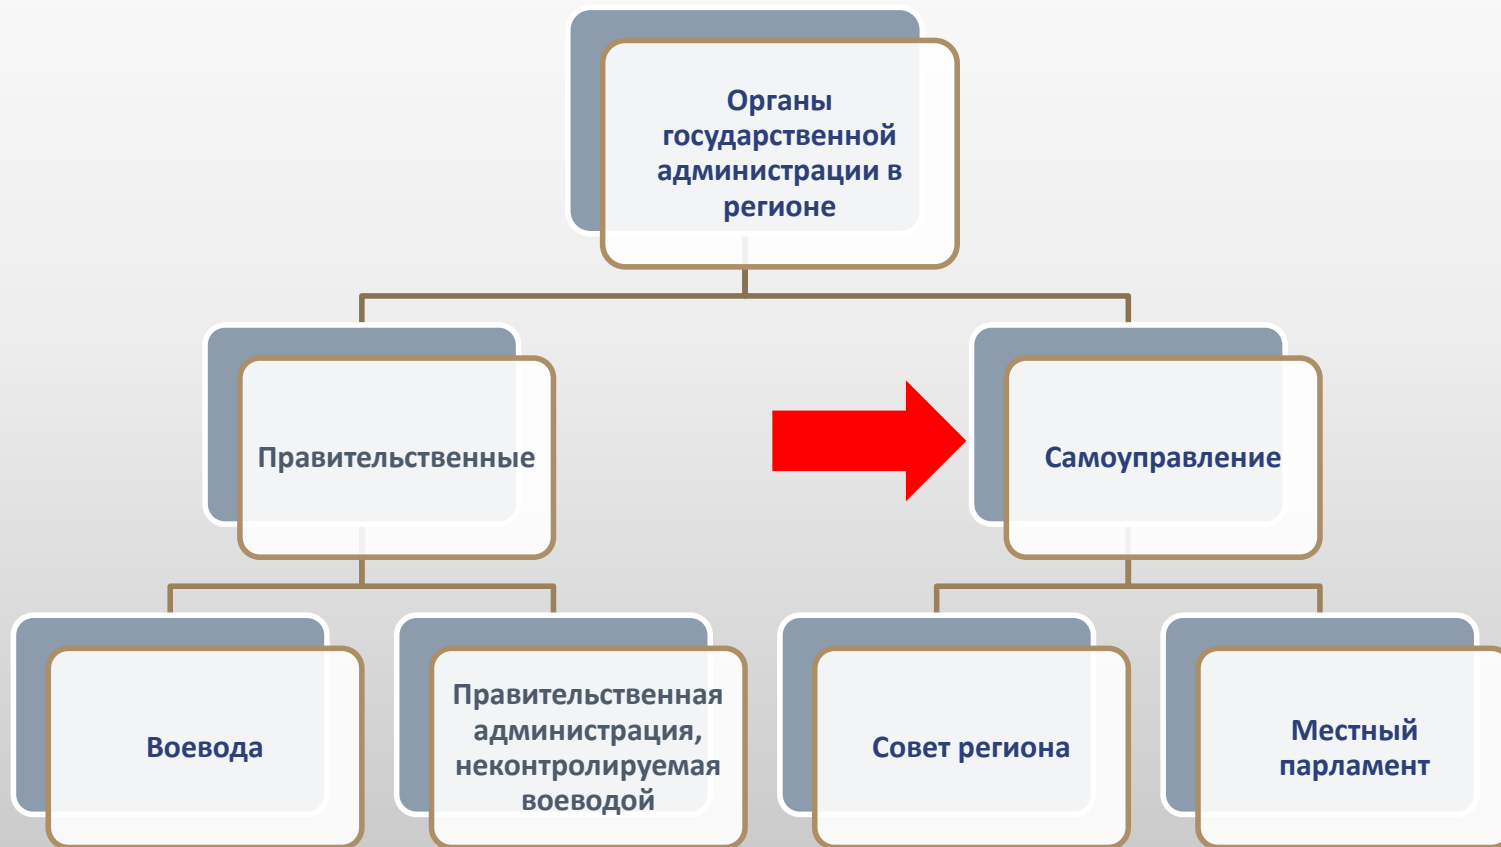 Органы
государственной
администрации в
регионе
Правительственные
Самоуправление
Воевода
Правительственная
администрация,
неконтролируемая
воеводой
Совет региона
Местный
парламент